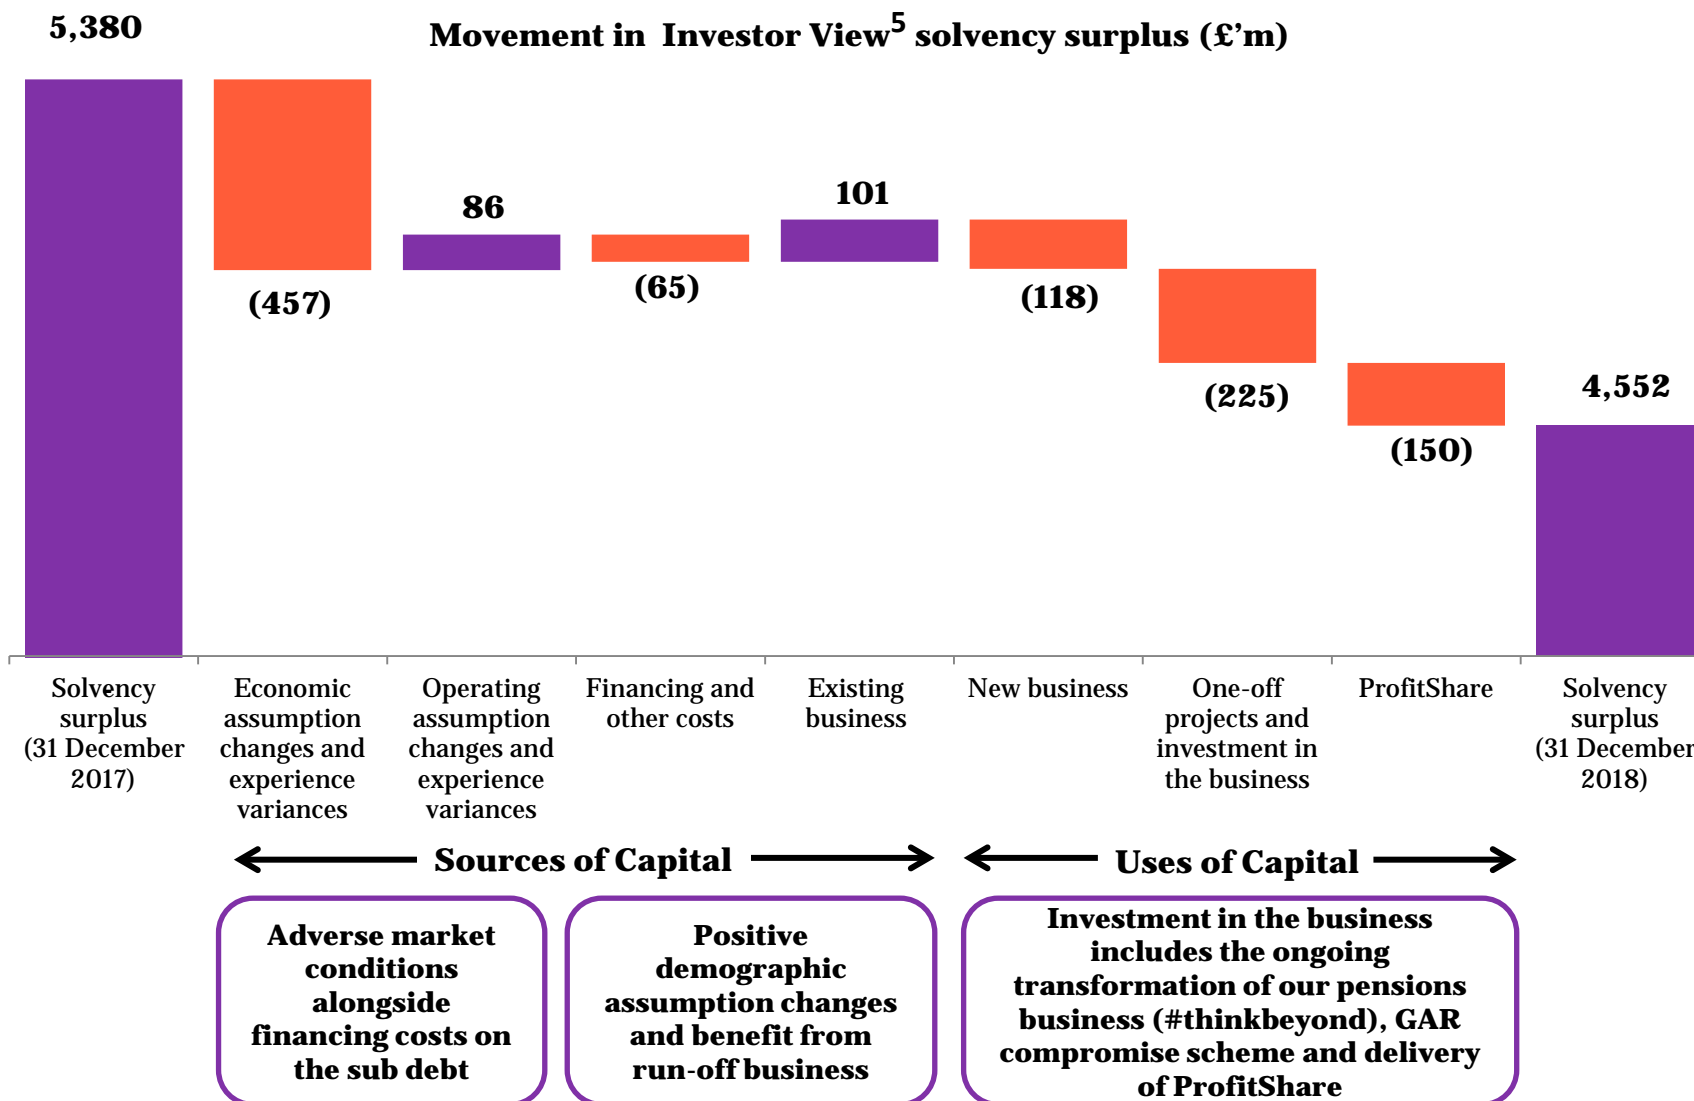 5,380
Movement in Investor View5 solvency surplus (£'m)
86
101
(457)
(65)
(118)
(225)
(150)
4,552
Solvency
surplus
(31 December
2017)
Economic
assumption
changes and
experience
variances
Operating
assumption
changes and
experience
variances
Financing and
other costs
Existing
business
New business
One-off
projects and
investment in
the business
ProfitShare
Solvency
surplus
(31 December
2018)
Sources of Capital
Uses of Capital
Adverse market
conditions
alongside
financing costs on
the sub debt
Positive
demographic
assumption changes
and benefit from
run-off business
Investment in the business
includes the ongoing
transformation of our pensions
business (#thinkbeyond), GAR
compromise scheme and delivery
of ProfitShare